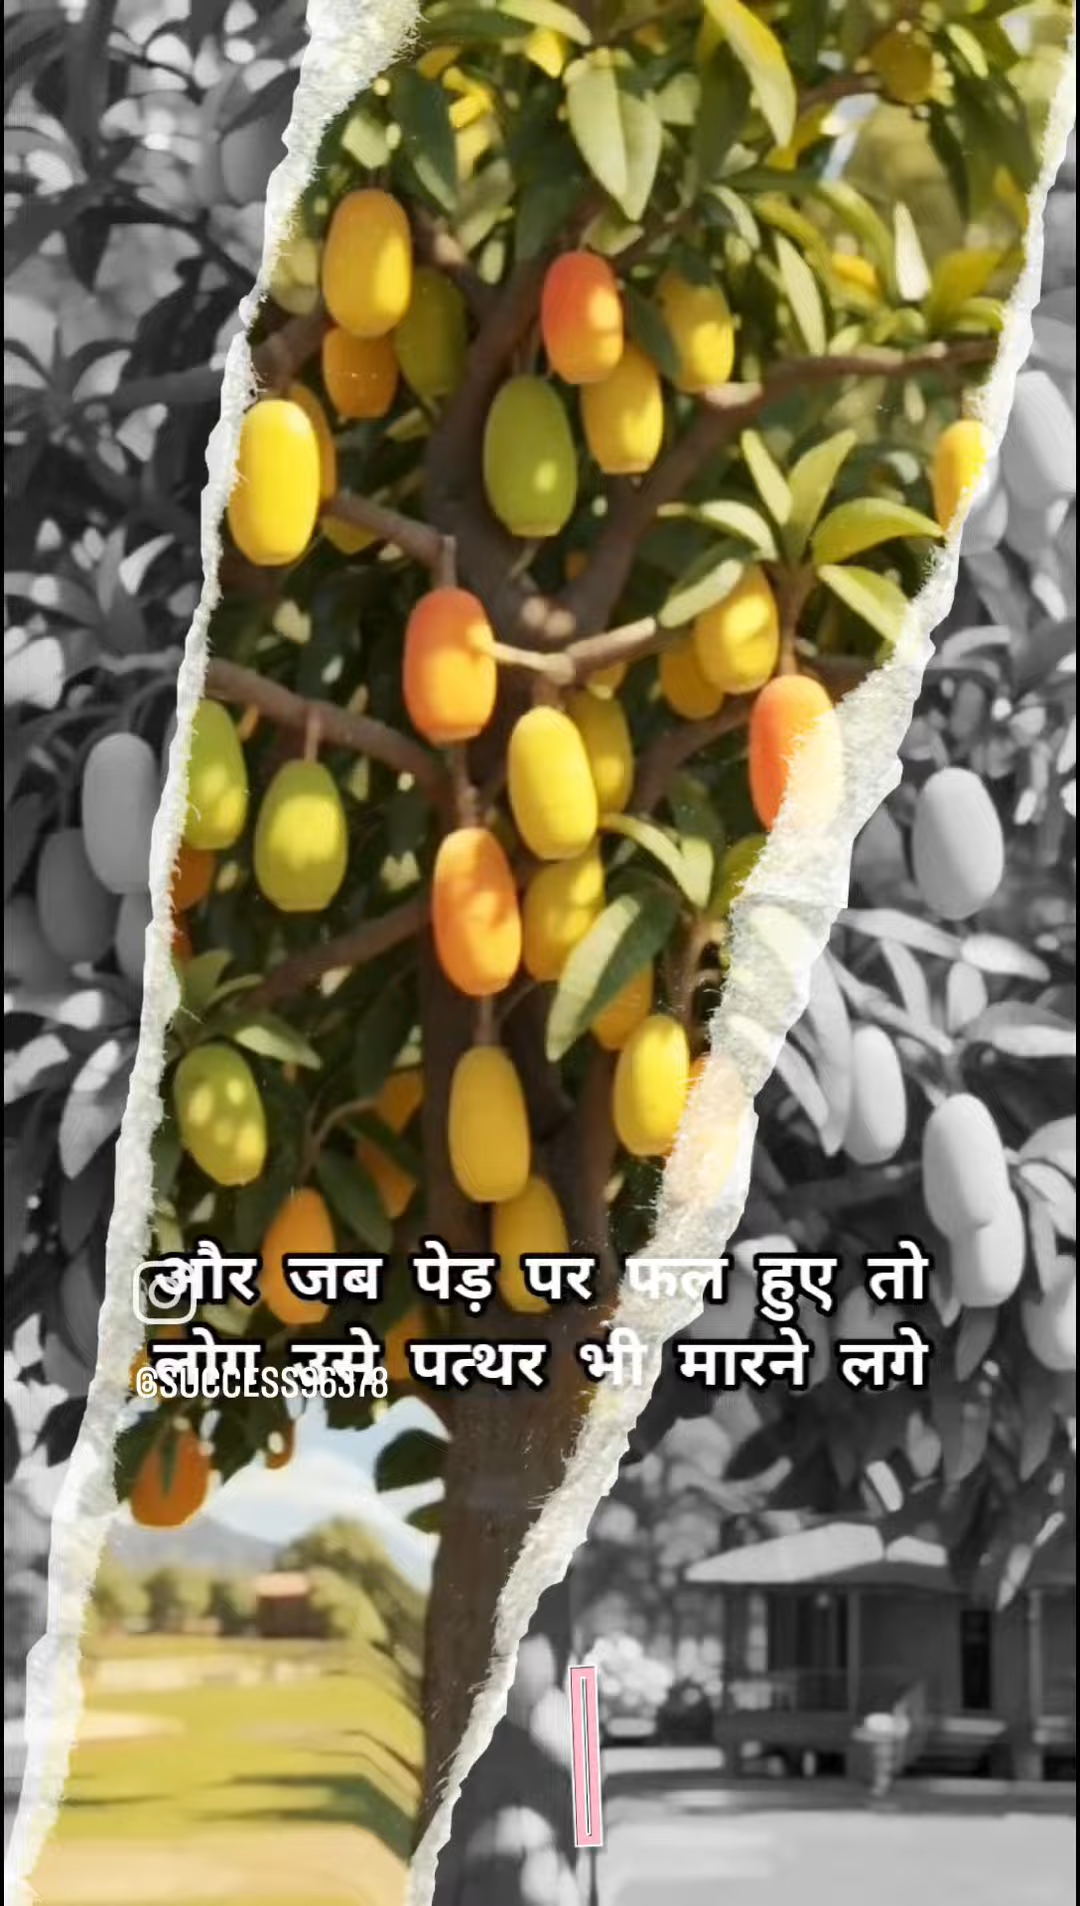 और जब पेड़ पर फल हुए तो
लोग उसे पत्थर भी मारने लगे
@SUCCESS96378